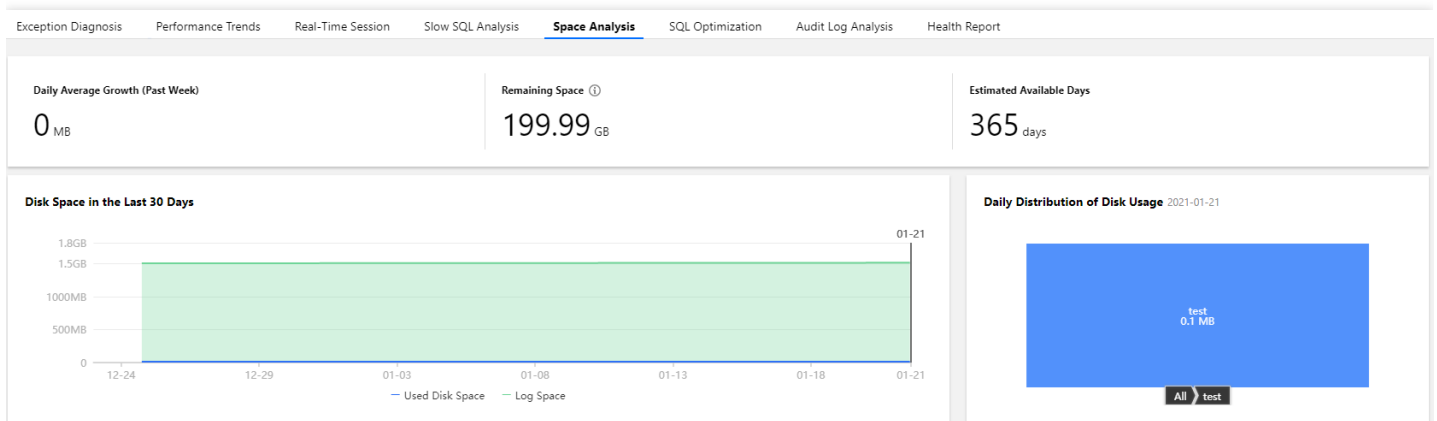 Exception Diagnosis Performance Trends Real-Time Session Slow SQL Analysis Space Analysis SQL Optimization Audit Log Analysis Health Report
Daily Average Growth (Past Week)
0 MB
Remaining Space
199.99 GB
Estimated Available Days
365 days
Disk Space in the Last 30 Days
01-21
1.8GB
1.5GB
1000MB
500MB
0
12-24 12-29 01-03 01-08 01-13 01-18 01-21
Used Disk Space Log Space
Daily Distribution of Disk Usage 2021-01-21
test
0.1 MB
All test